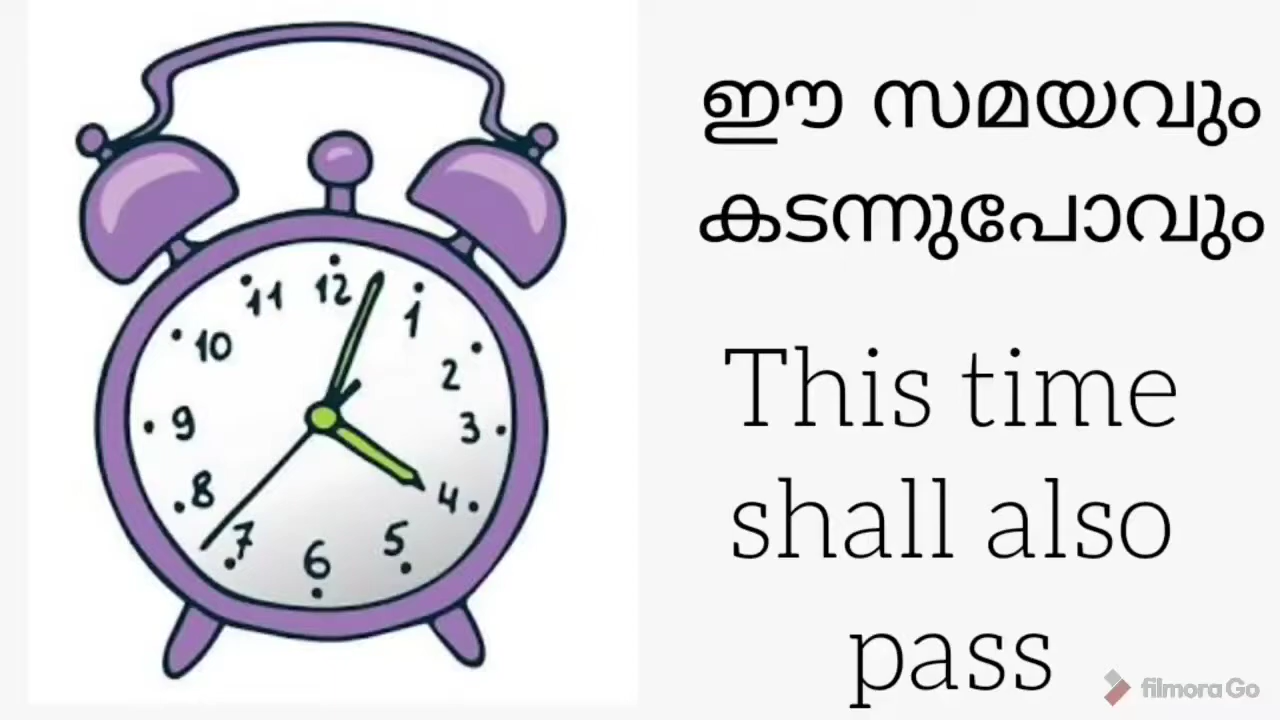 11 12 1
10 2
9 3
8 4
7 6 5
ഈ സമയവും
കടന്നുപോവും
This time
shall also
pass
filmora Go